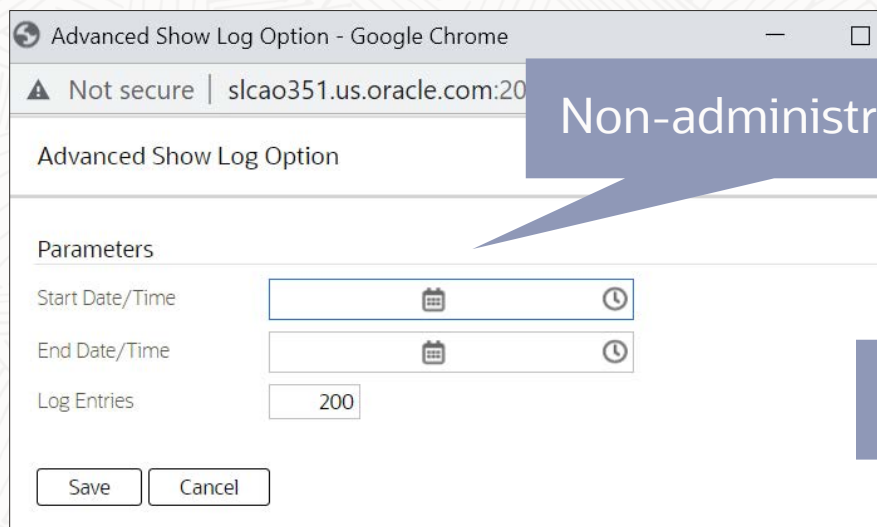 Advanced Show Log Option - Google Chrome
Not secure | slcao351.us.oracle.com:20
Non-administr
Advanced Show Log Option
Parameters
Start Date/Time
End Date/Time
Log Entries 200
Save Cancel